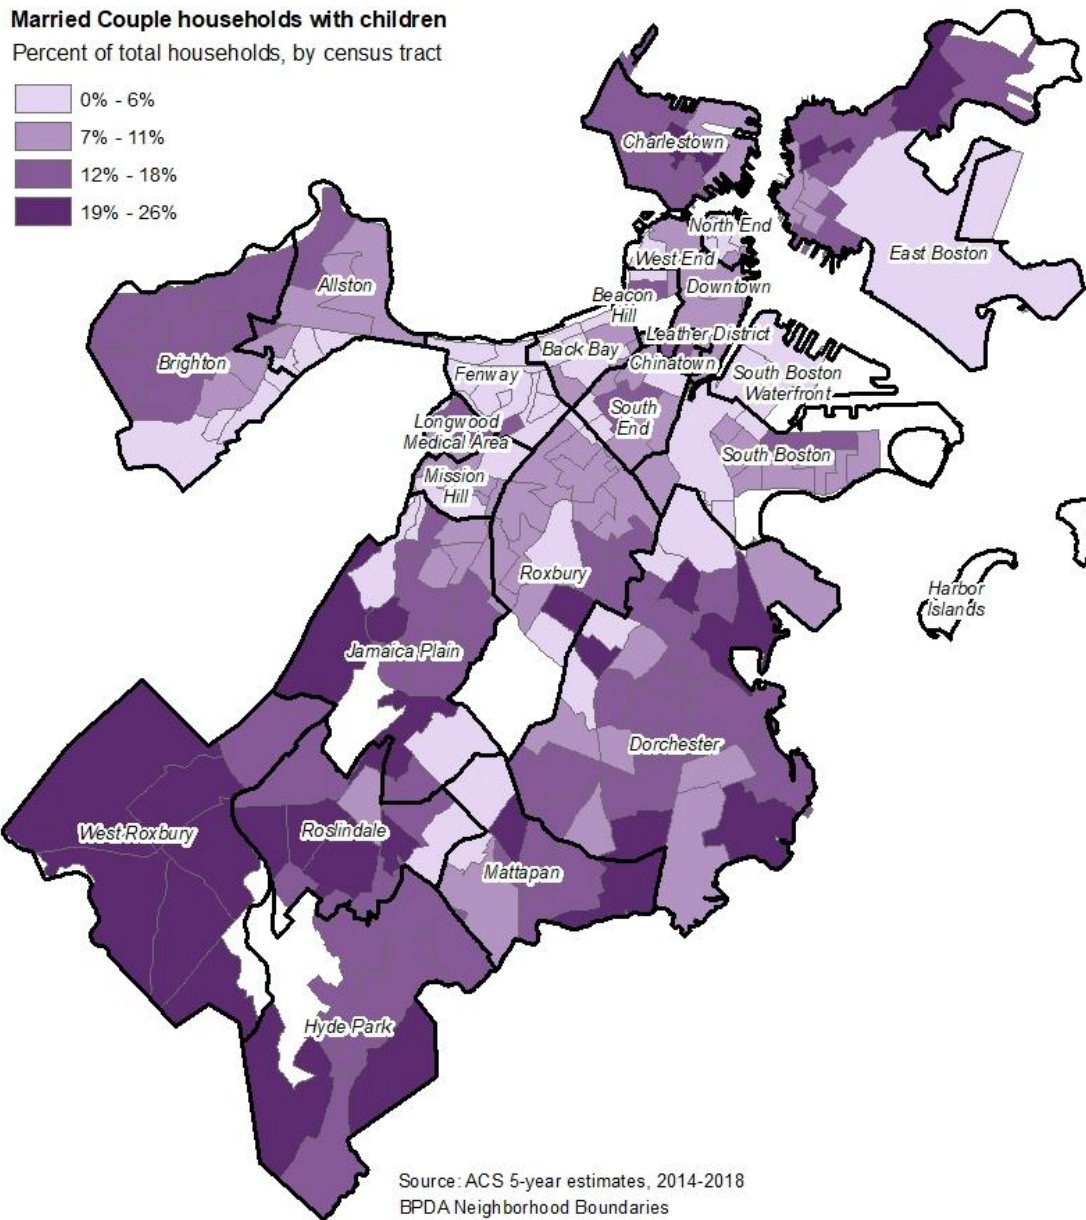 Married Couple households with children
Percent of total households, by census tract
0% - 6%
7% - 11%
12% - 18%
19% - 26%
Charlestown
North End
West End
East Boston
Allston
Downtown
Beacon
Hill
Leather District
Back Bay
Chinatown
Brighton
Fenway
South Boston
Waterfront
South
End
Longwood
Medical Area
South Boston
Mission
Hill
Roxbury
Harbor
Islands
Jamaica Plain
Dorchester
West Roxbury
Roslindale
Mattapan
Hyde Park
Source: ACS 5-year estimates, 2014-2018
BPDA Neighborhood Boundaries